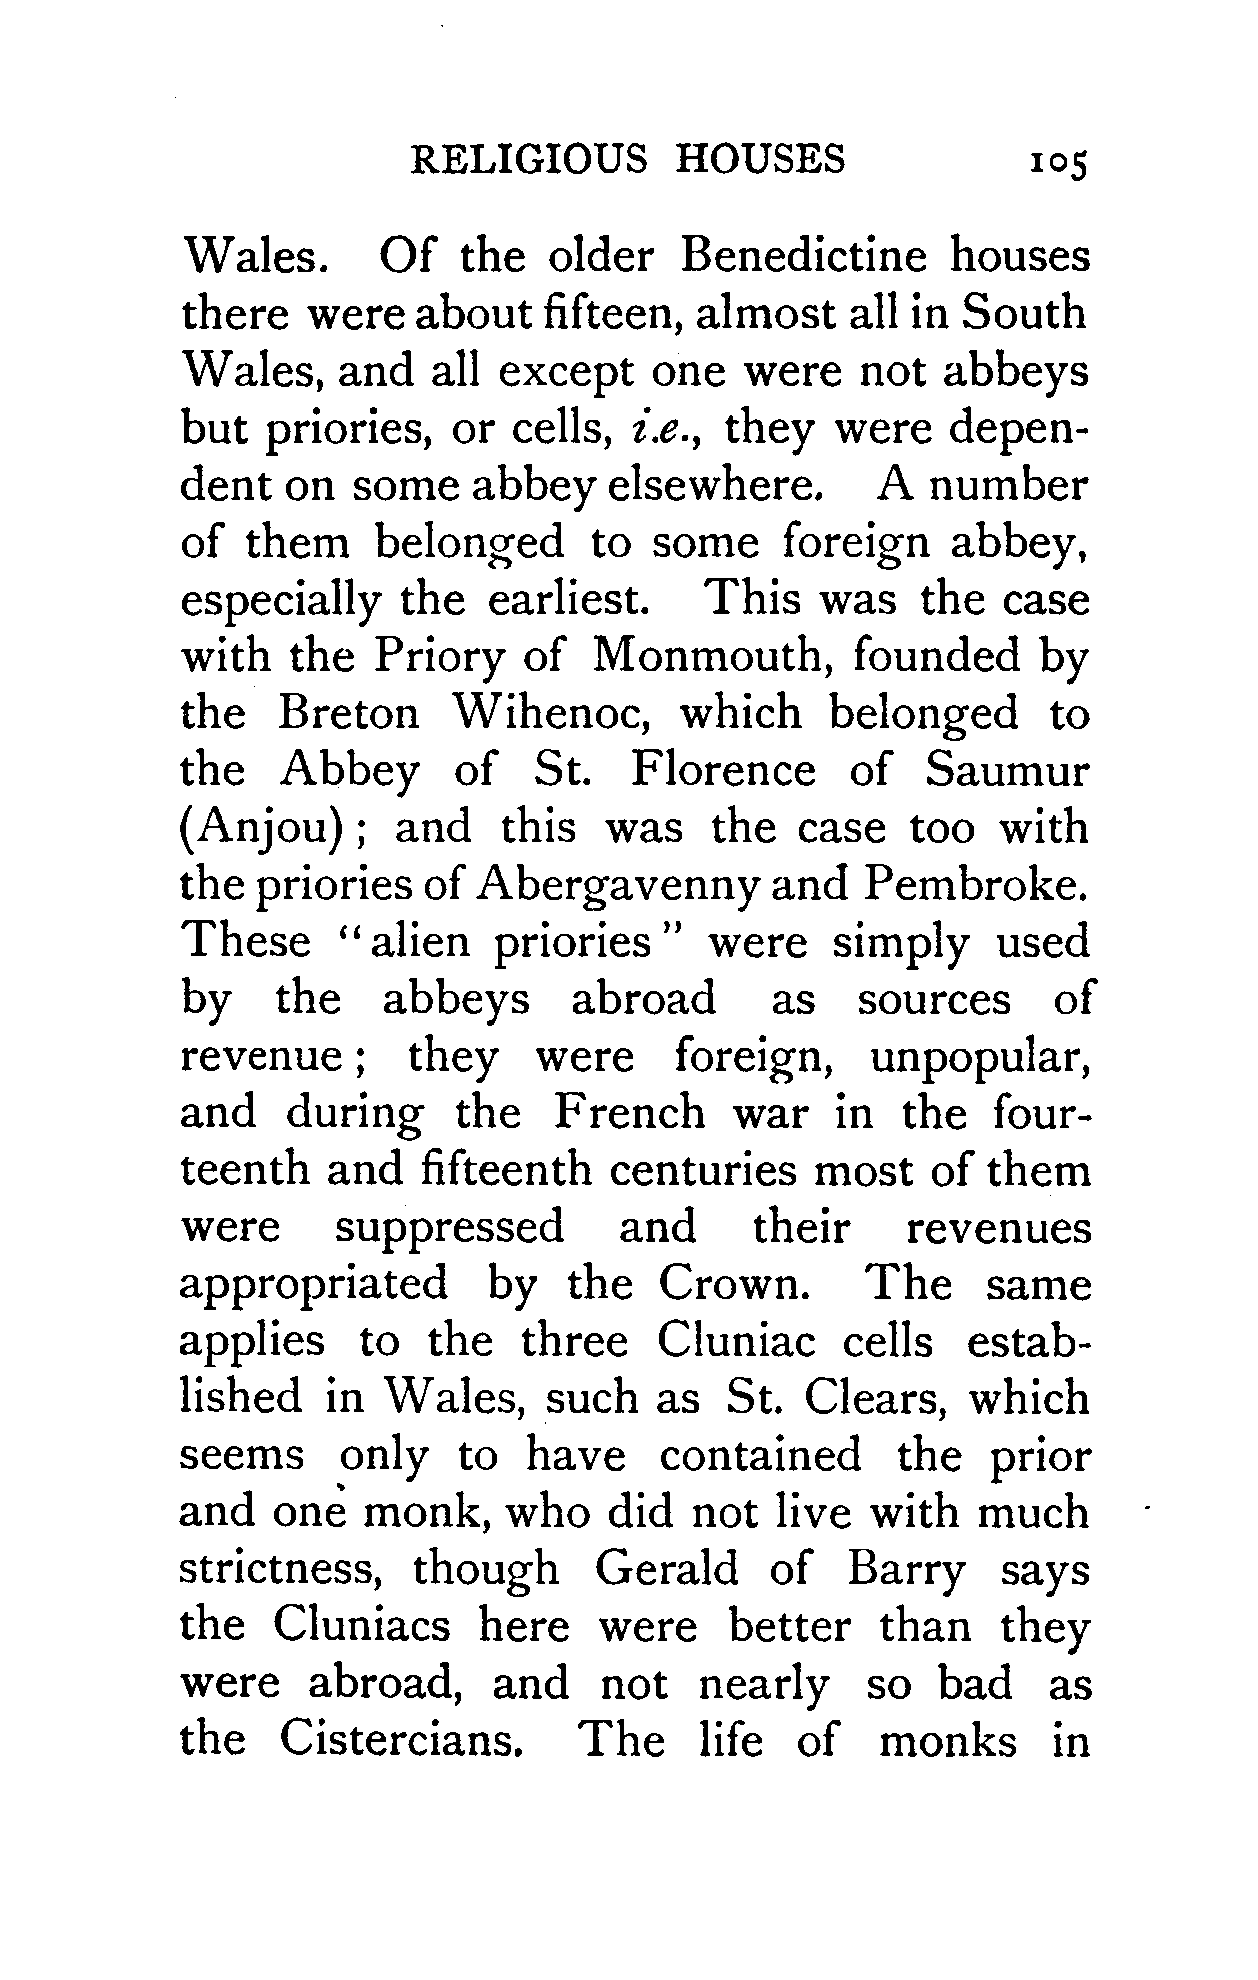 RELIGIOUS HOUSES 105
Wales. Of the older Benedictine houses
there were about fifteen, almost all in South
Wales, and all except one were not abbeys
but priories, or cells, i.e., they were depen-
dent on some abbey elsewhere. A number
of them belonged to some foreign abbey,
especially the earliest. This was the case
with the Priory of Monmouth, founded by
the Breton Wihenoc, which belonged to
the Abbey of St. Florence of Saumur
(Anjou) ; and this was the case too with
the priories of Abergavenny and Pembroke.
These “ alien priories ” were simply used
by the abbeys abroad as sources of
revenue ; they were foreign, unpopular,
and during the French war in the four-
teenth and fifteenth centuries most of them
were suppressed and their revenues
appropriated by the Crown. The same
applies to the three Cluniac cells estab-
lished in Wales, such as St. Clears, which
seems only to have contained the prior
and one monk, who did not live with much
strictness, though Gerald of Barry says
the Cluniacs here were better than they
were abroad, and not nearly so bad as
the Cistercians. The life of monks in